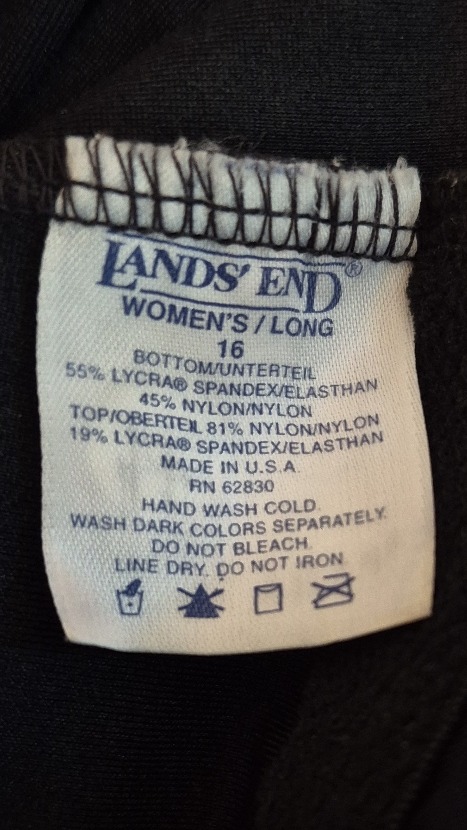 LANDS' END®
WOMEN'S / LONG
16
BOTTOM/UNTERTEIL
55% LYCRA® SPANDEX/ELASTHAN
45% NYLON/NYLON
TOP/OBERTEIL 81% NYLON/NYLON
19% LYCRA® SPANDEX/ELASTHAN
MADE IN U.S.A.
RN 62830
HAND WASH COLD.
WASH DARK COLORS SEPARATELY.
DO NOT BLEACH.
LINE DRY. DO NOT IRON.